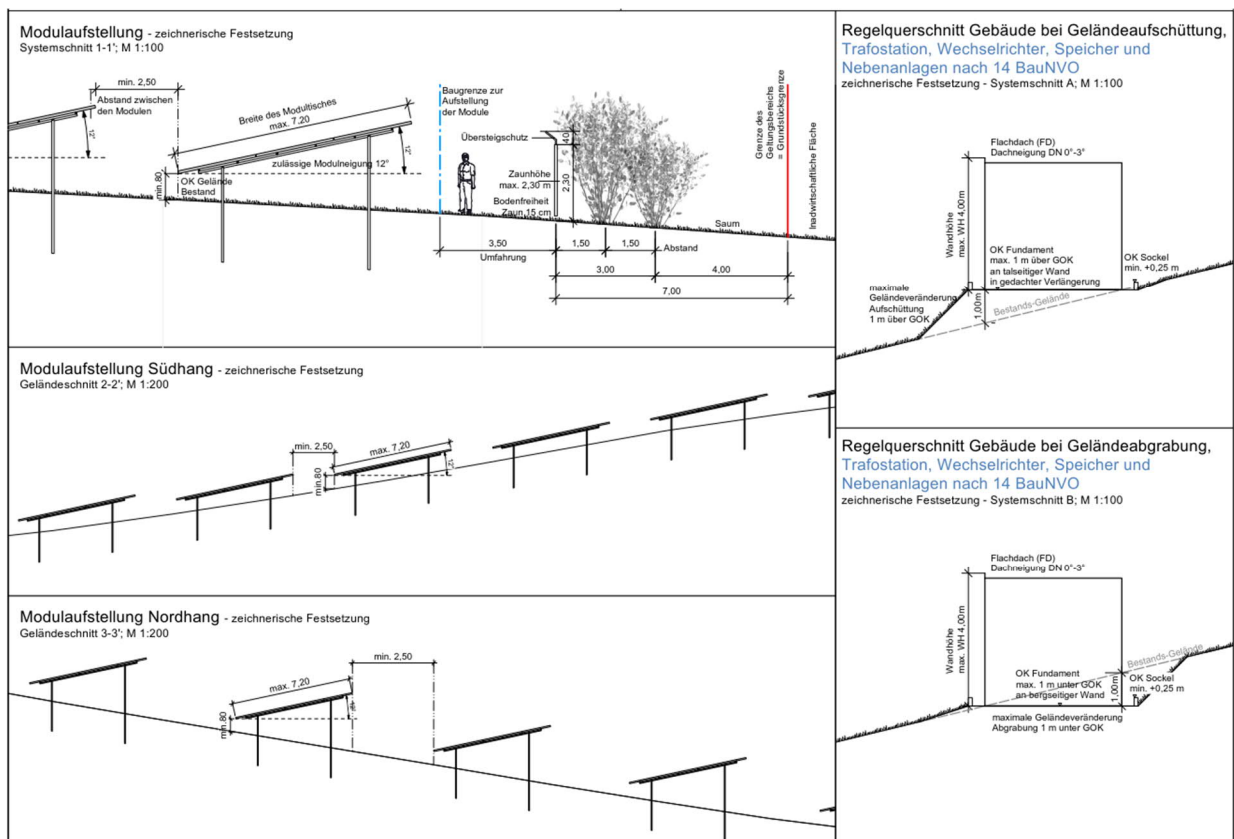 Modulaufstellung - zeichnerische Festsetzung
Systemschnitt 1-1'; M 1:100
min. 2,50
Abstand zwischen
den Modulen
12°
Breite des Modultisches
max. 7,20
zulässige Modulneigung 12°
12°
min.80
OK Gelände
Bestand
Baugrenze zur
Aufstellung
der Module
Übersteigschutz
40
Zaunhöhe
max. 2,30 m
2,30
Bodenfreiheit
Zaun 15 cm
Grenze des
Geltungsbereichs
= Grundstücksgrenze
lnadwirtschaftliche Fläche
Saum
3,50
1,50
1,50
Abstand
Umfahrung
3,00
4,00
7,00
Modulaufstellung Südhang - zeichnerische Festsetzung
Geländeschnitt 2-2'; M 1:200
min. 2,50
max. 7,20
min.80
12°
Modulaufstellung Nordhang - zeichnerische Festsetzung
Geländeschnitt 3-3'; M 1:200
min. 2,50
max. 7,20
min.80
Regelquerschnitt Gebäude bei Geländeaufschüttung,
Trafostation, Wechselrichter, Speicher und
Nebenanlagen nach 14 BauNVO
zeichnerische Festsetzung - Systemschnitt A; M 1:100
Flachdach (FD)
Dachneigung DN 0°-3°
Wandhöhe
max. WH 4,00m
OK Fundament
max. 1 m über GOK
an talseitiger Wand
in gedachter Verlängerung
OK Sockel
min. +0,25 m
maximale
Geländeveränderung
Aufschüttung
1 m über GOK
1,00m
Bestands-Gelände
Regelquerschnitt Gebäude bei Geländeabgrabung,
Trafostation, Wechselrichter, Speicher und
Nebenanlagen nach 14 BauNVO
zeichnerische Festsetzung - Systemschnitt B; M 1:100
Flachdach (FD)
Dachneigung DN 0°-3°
Wandhöhe
max. WH 4,00m
Bestands-Gelände
OK Fundament
max. 1 m unter GOK
an bergseitiger Wand
1,00m
OK Sockel
min. +0,25 m
maximale Geländeveränderung
Abgrabung 1 m unter GOK